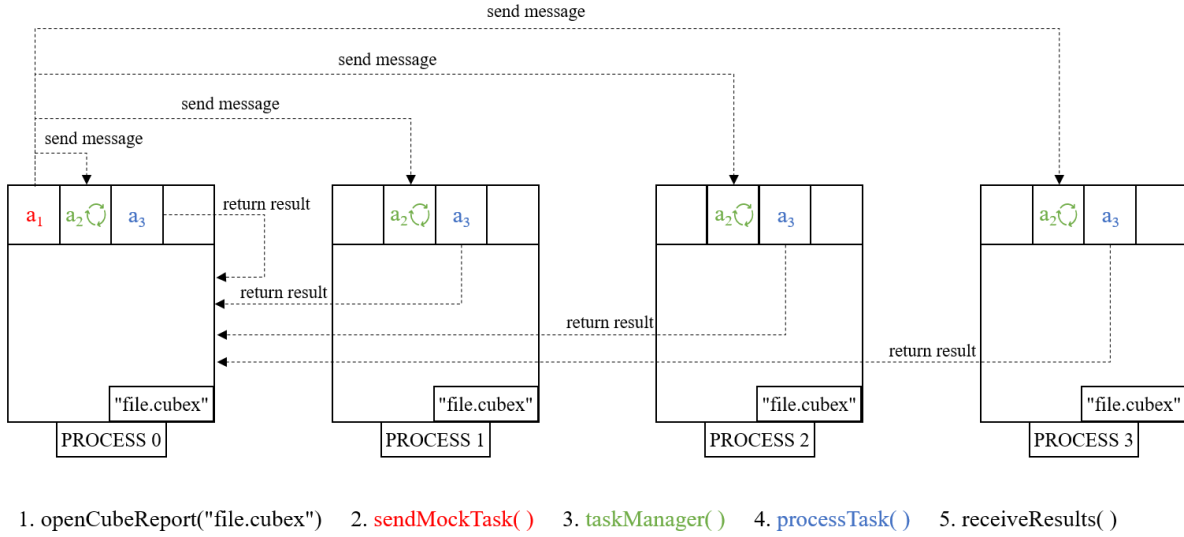 send message
send message
send message
send message
a1 a2 a3 return result a2 a3 a2 a3 a2 a3
return result
return result
return result
"file.cubex" "file.cubex" "file.cubex" "file.cubex"
PROCESS 0 PROCESS 1 PROCESS 2 PROCESS 3
1. openCubeReport("file.cubex") 2. sendMockTask( ) 3. taskManager( ) 4. processTask( ) 5. receiveResults( )